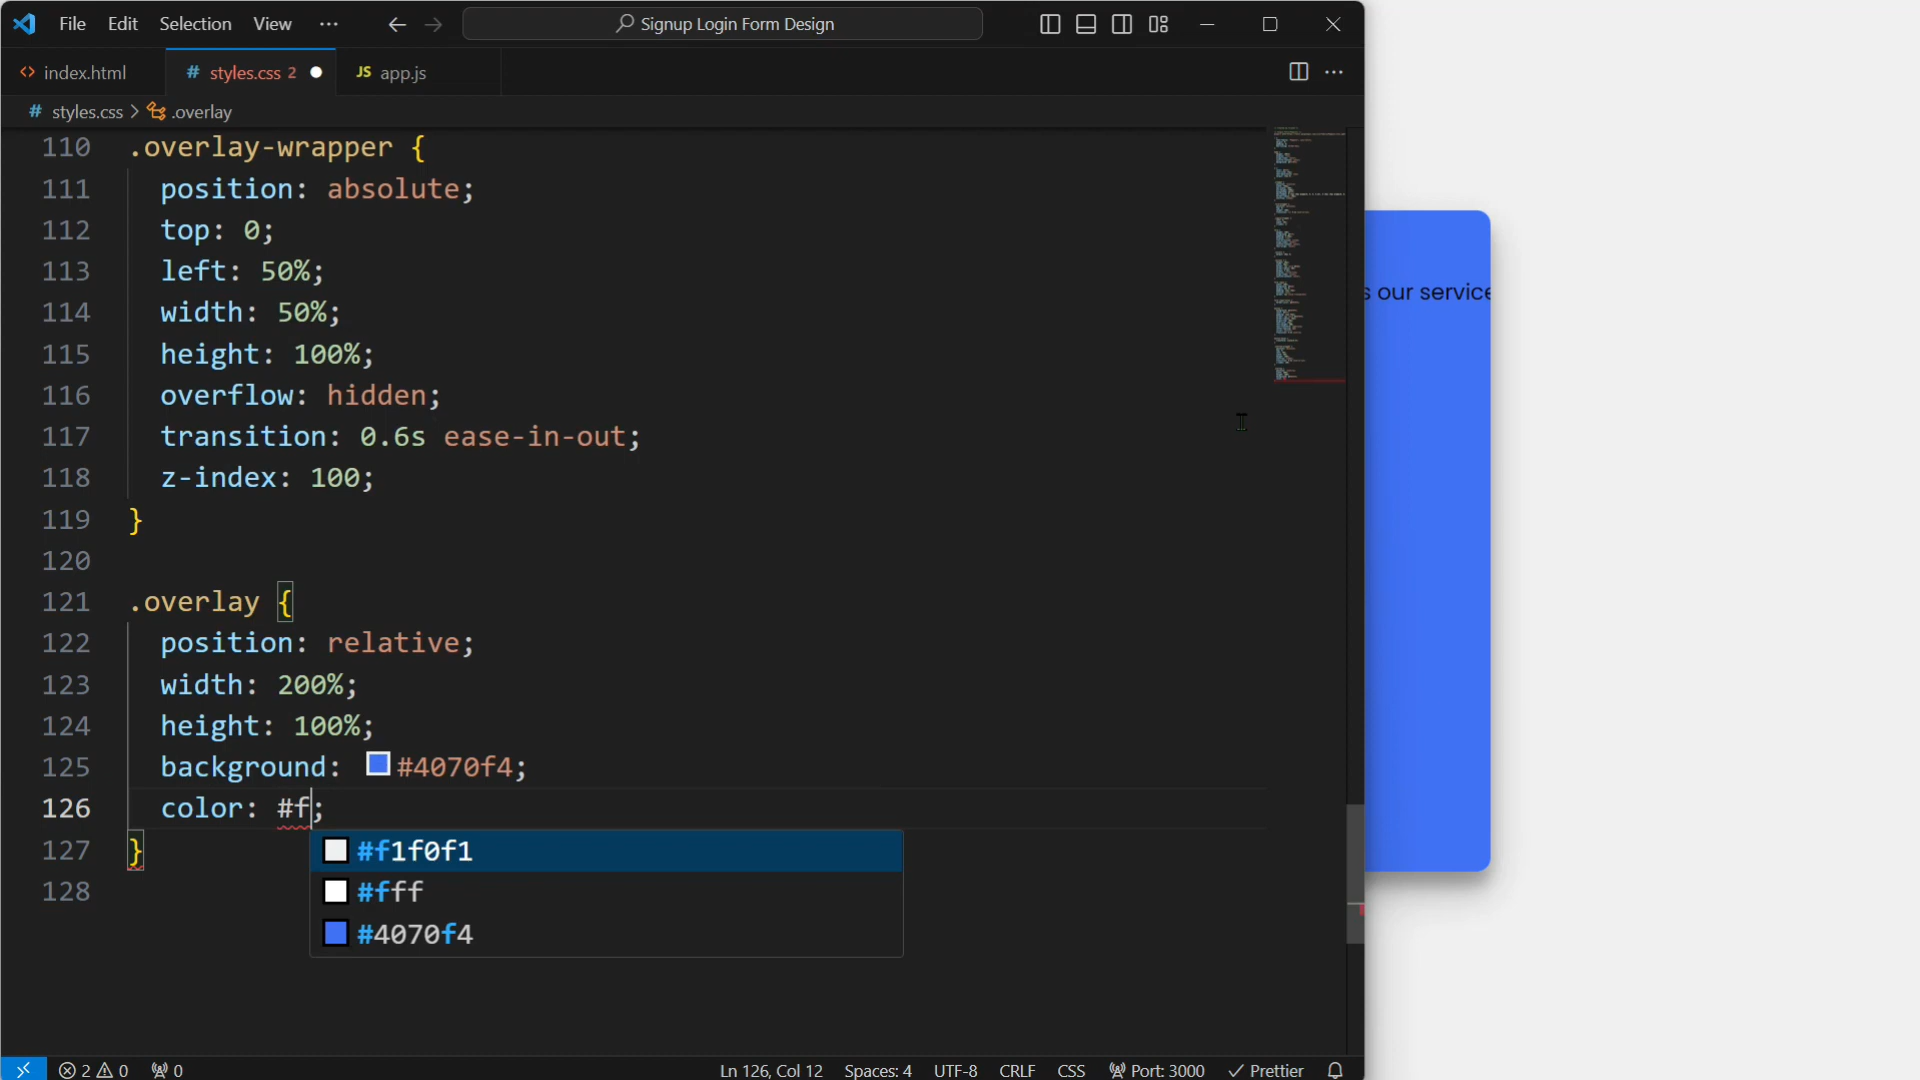 File Edit Selection View ··· Signup Login Form Design
index.html # styles.css 2 JS app.js
# styles.css > .overlay
110 .overlay-wrapper {
111 position: absolute;
112 top: 0;
113 left: 50%;
114 width: 50%;
115 height: 100%;
116 overflow: hidden;
117 transition: 0.6s ease-in-out;
118 z-index: 100;
119 }
120
121 .overlay {
122 position: relative;
123 width: 200%;
124 height: 100%;
125 background: #4070f4;
126 color: #f;
127 }
128
#f1f0f1
#fff
#4070f4
s our service
2 0 0 Ln 126, Col 12 Spaces: 4 UTF-8 CRLF CSS Port: 3000 Prettier